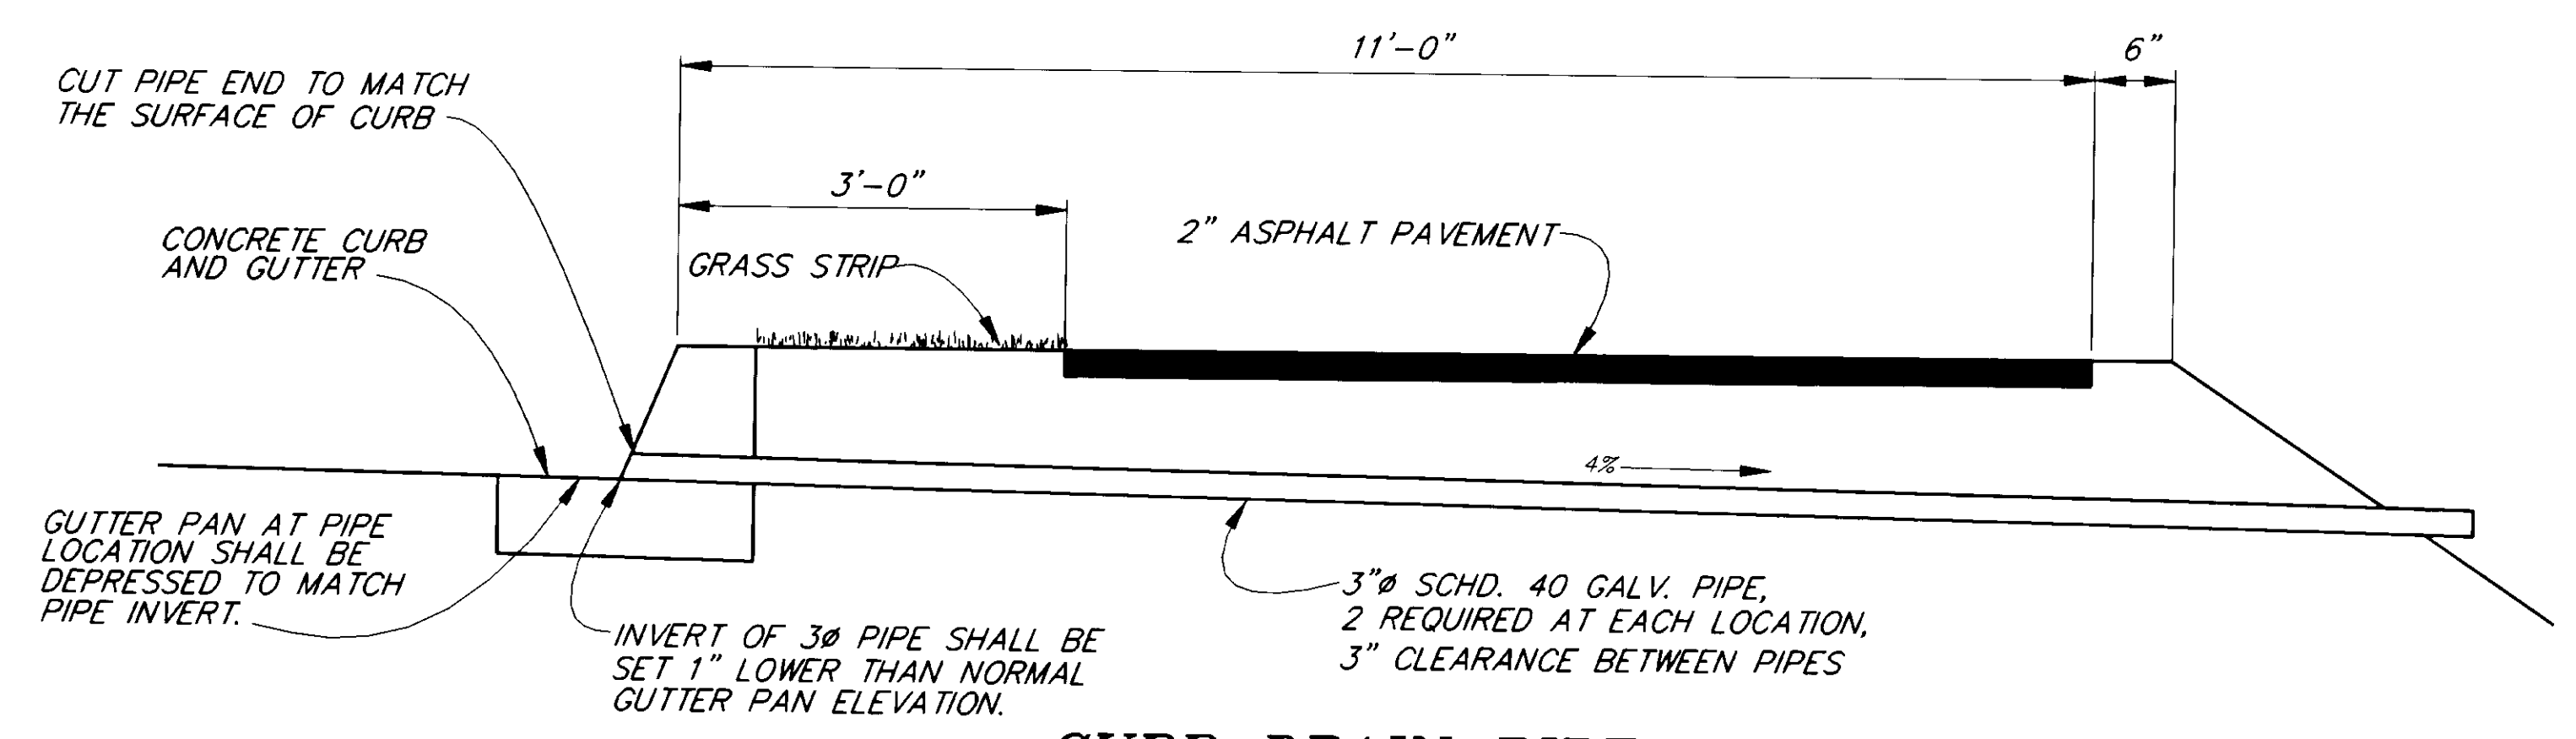 11'-0"
6"
CUT PIPE END TO MATCH
THE SURFACE OF CURB
3'-0"
2" ASPHALT PAVEMENT
CONCRETE CURB
AND GUTTER
GRASS STRIP
4%
GUTTER PAN AT PIPE
LOCATION SHALL BE
DEPRESSED TO MATCH
PIPE INVERT.
INVERT OF 3ø PIPE SHALL BE
SET 1" LOWER THAN NORMAL
GUTTER PAN ELEVATION.
3"ø SCHD. 40 GALV. PIPE,
2 REQUIRED AT EACH LOCATION,
3" CLEARANCE BETWEEN PIPES